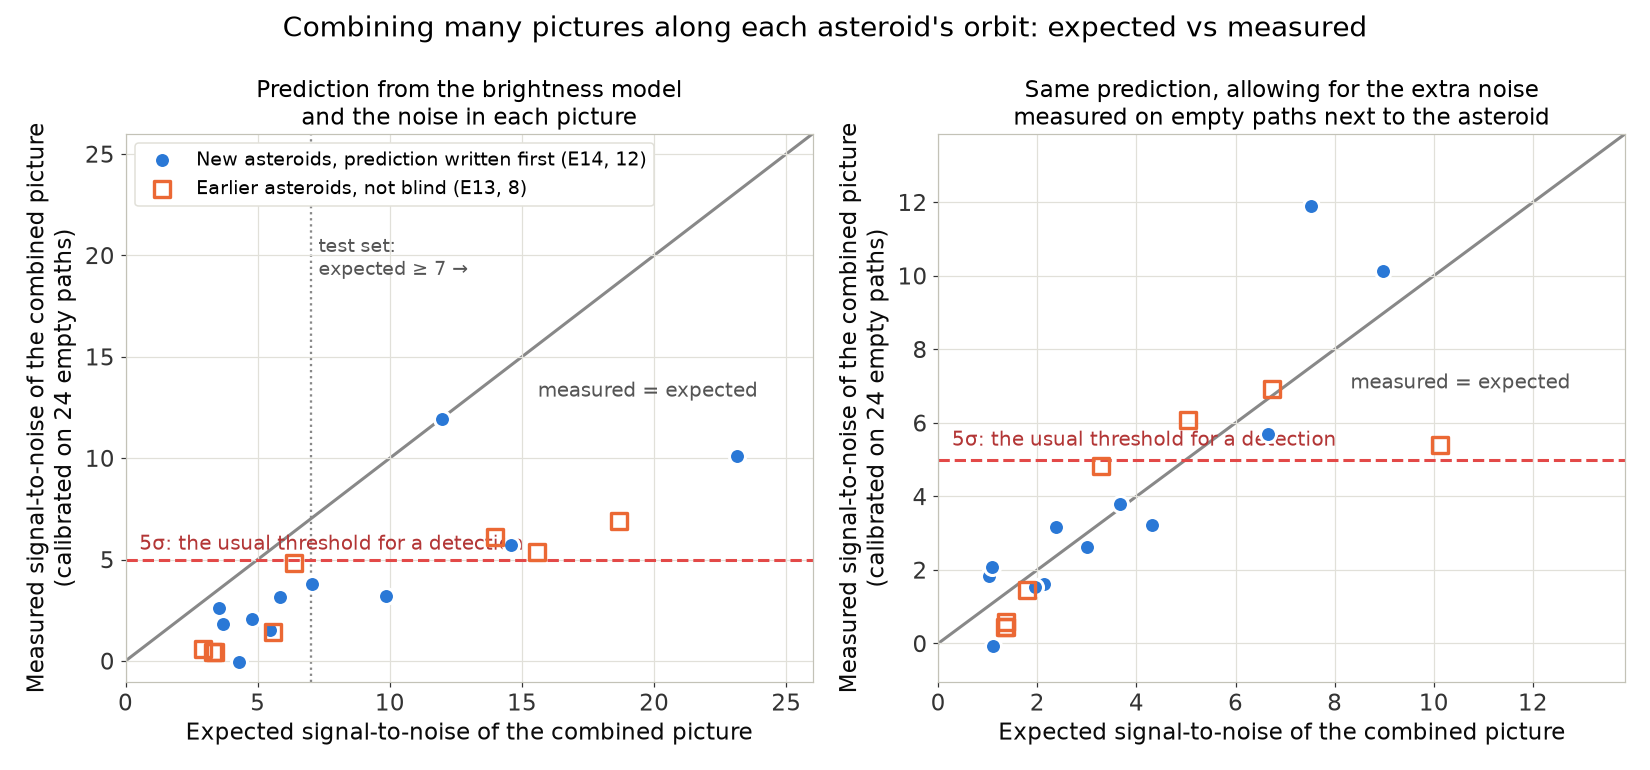 Combining many pictures along each asteroid's orbit: expected vs measured
Prediction from the brightness model
and the noise in each picture
Measured signal-to-noise of the combined picture
(calibrated on 24 empty paths)
25
20
15
10
5
0
New asteroids, prediction written first (E14, 12)
Earlier asteroids, not blind (E13, 8)
test set:
expected ≥ 7 →
measured = expected
5σ: the usual threshold for a detection
0
5
10
15
20
25
Expected signal-to-noise of the combined picture
Same prediction, allowing for the extra noise
measured on empty paths next to the asteroid
Measured signal-to-noise of the combined picture
(calibrated on 24 empty paths)
12
10
8
6
4
2
0
measured = expected
5σ: the usual threshold for a detection
0
2
4
6
8
10
12
Expected signal-to-noise of the combined picture